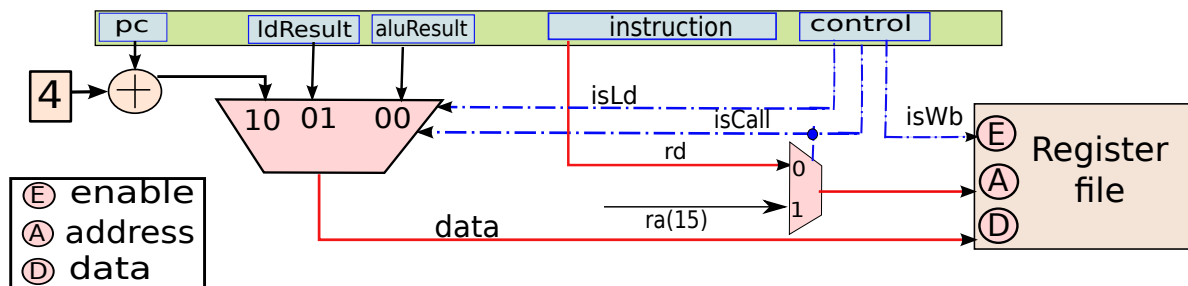 pc ldResult aluResult instruction control
4
10 01 00
isLd
isCall
isWb
rd
0
1
ra(15)
data
E
A
D
Register
file
E enable
A address
D data